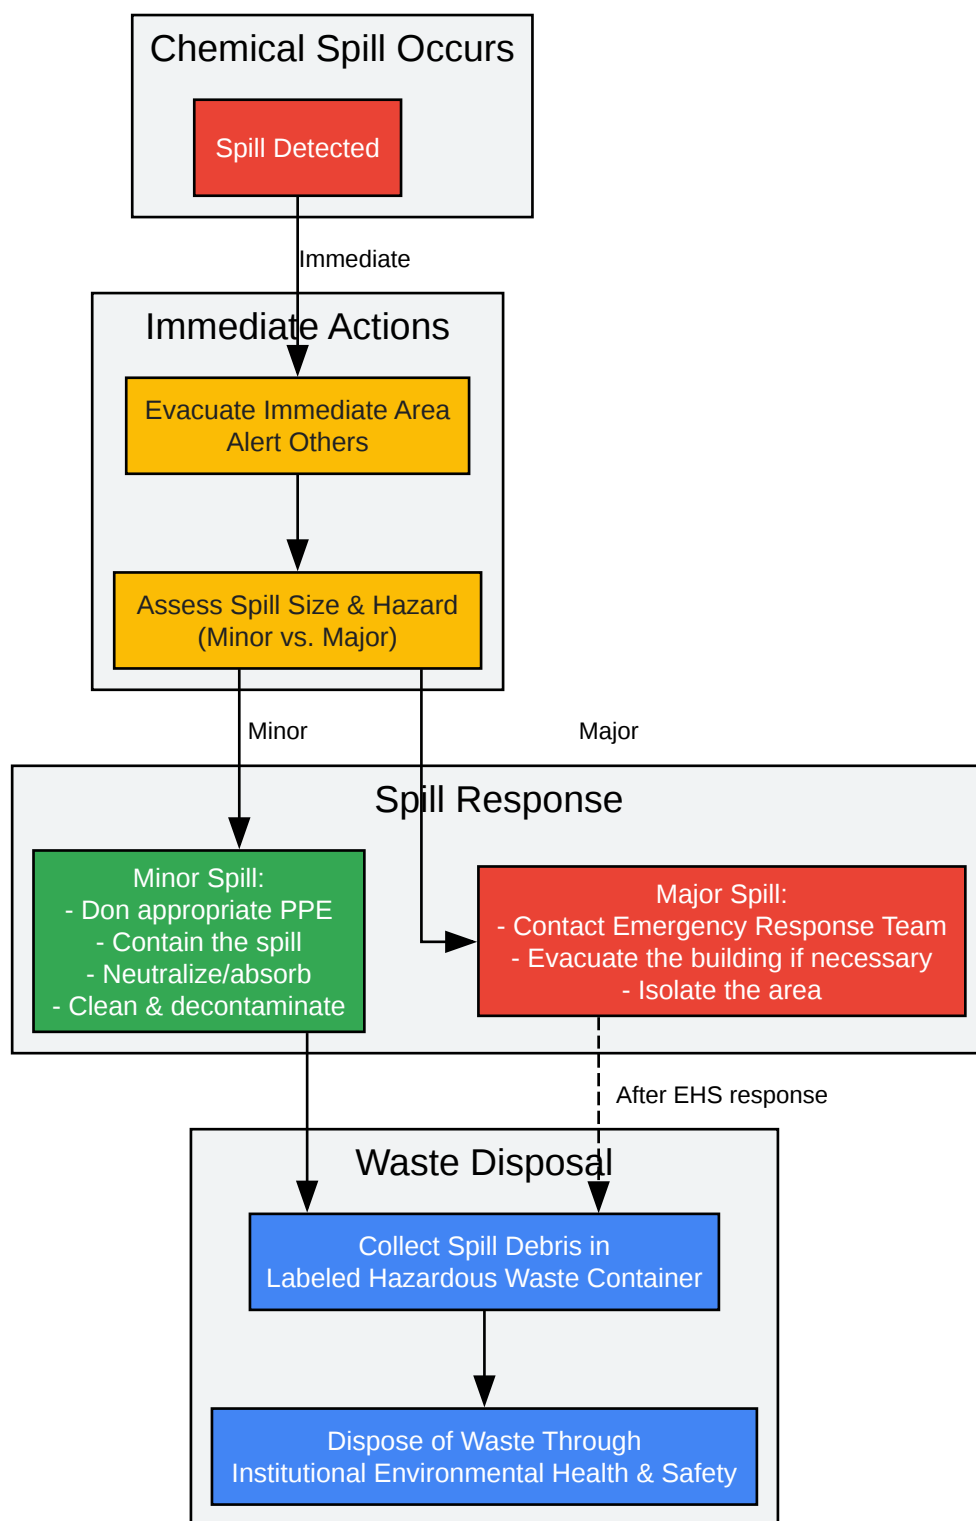 Chemical Spill Occurs
Spill Detected
Immediate
Immediate Actions
Evacuate Immediate Area
Alert Others
Assess Spill Size & Hazard
(Minor vs. Major)
Minor
Major
Spill Response
Minor Spill:
- Don appropriate PPE
- Contain the spill
- Neutralize/absorb
- Clean & decontaminate
Major Spill:
- Contact Emergency Response Team
- Evacuate the building if necessary
- Isolate the area
After EHS response
Waste Disposal
Collect Spill Debris in
Labeled Hazardous Waste Container
Dispose of Waste Through
Institutional Environmental Health & Safety